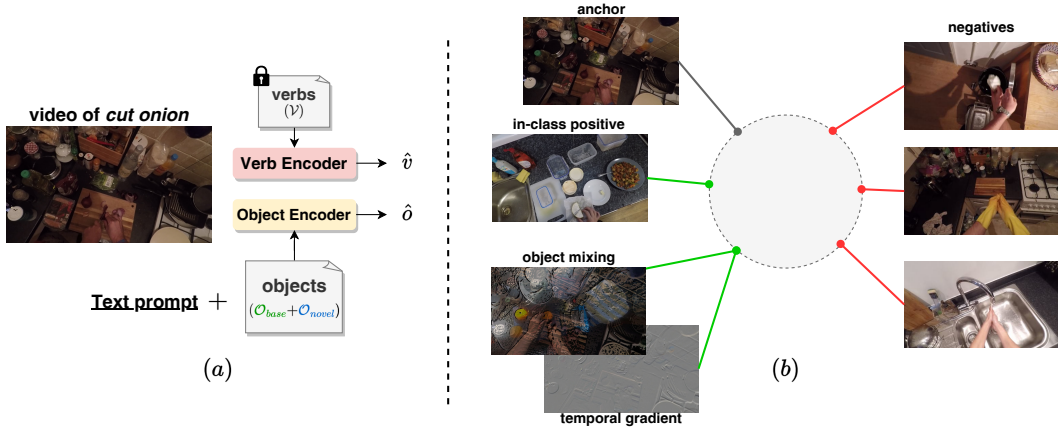 video of cut onion
verbs
(𝒱)
Verb Encoder
v̂
Object Encoder
ô
Text prompt +
objects
(𝒪base+𝒪novel)
(a)
anchor
in-class positive
object mixing
temporal gradient
negatives
(b)